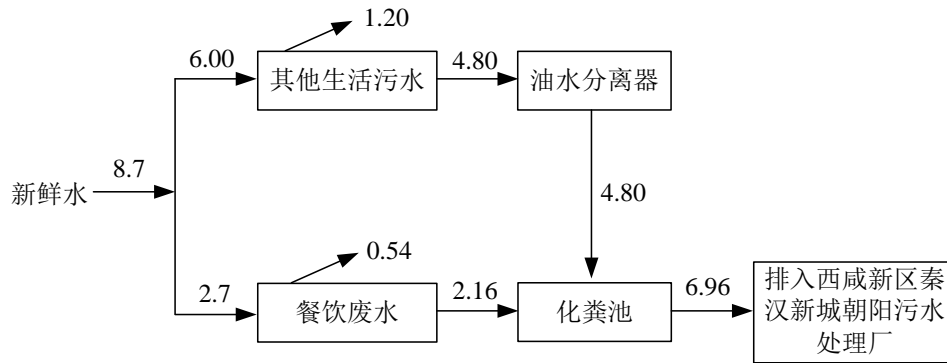 1.20
6.00
其他生活污水
4.80
油水分离器
8.7
新鲜水
4.80
0.54
2.7
餐饮废水
2.16
化粪池
6.96
排入西咸新区秦
汉新城朝阳污水
处理厂